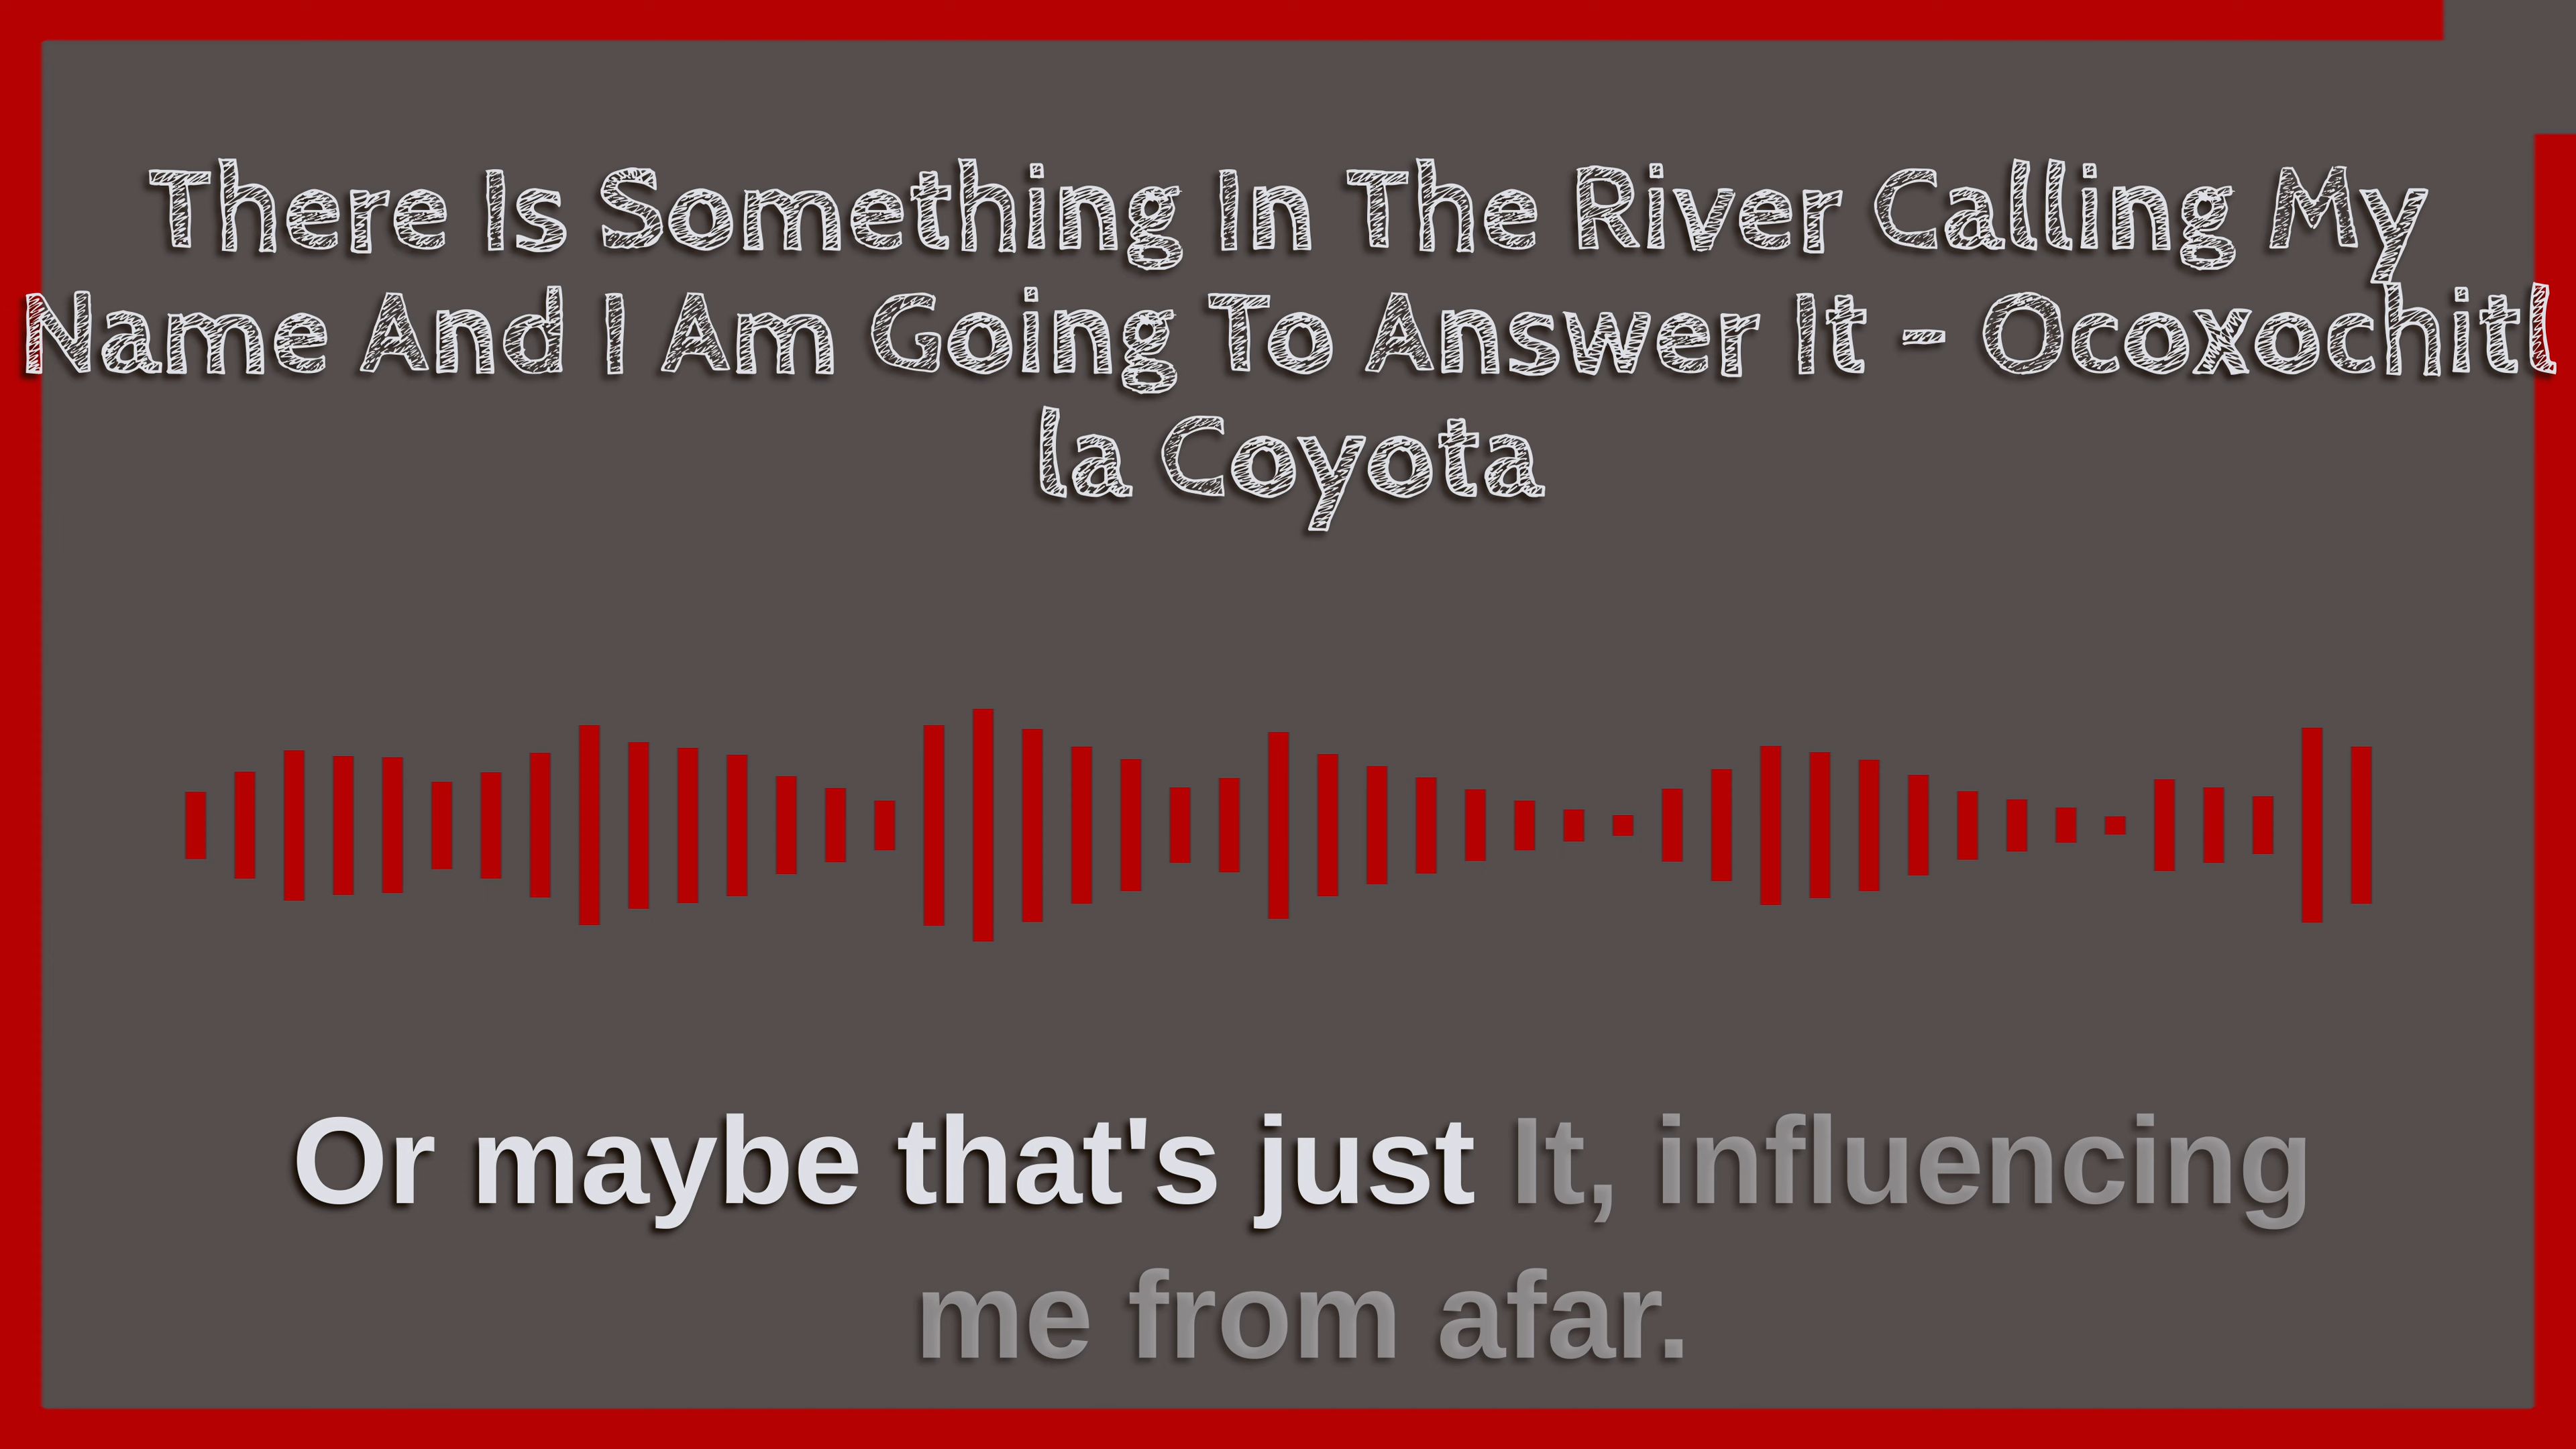 There Is Something In The River Calling My
Name And I Am Going To Answer It - Ocoxochitl
la Coyota
Or maybe that's just It, influencing
me from afar.